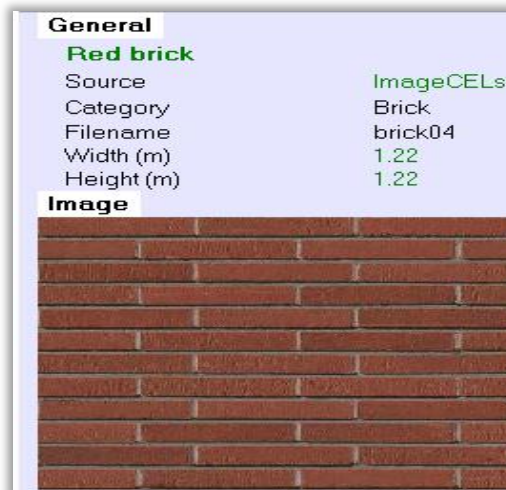 General
Red brick
Source ImageCELs
Category Brick
Filename brick04
Width (m) 1.22
Height (m) 1.22
Image